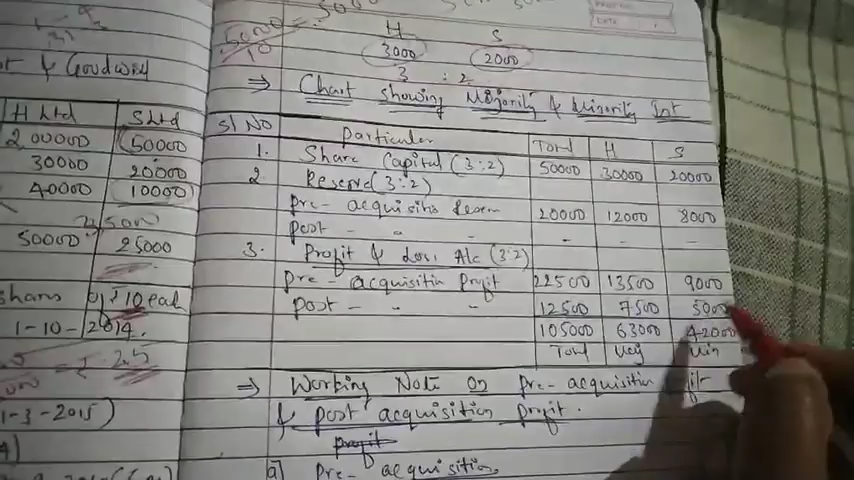 & Goodwill
H Ltd S Ltd
200000 50000
30000 20000
40000 10000
50000 25000
shares of ₹10 each
1-10-2014.
1-3-2015)
5000
10
H S
3000 2000
3 : 2
⇒ Chart showing Majority & Minority Int
Sl No Particular Total H S
1. Share Capital (3:2) 50000 30000 20000
2 Reserve (3:2)
Pre- acquisition Reserve 20000 12000 8000
Post - " - - - -
3. Profit & Loss A/c (3:2)
Pre- acquisition Profit 22500 13500 9000
Post - " - 12500 7500 5000
105000 63000 42000
Total Maj Min
⇒ Working Note on pre- acquisition
& post acquisition profit.
profit
a] Pre- acquisition